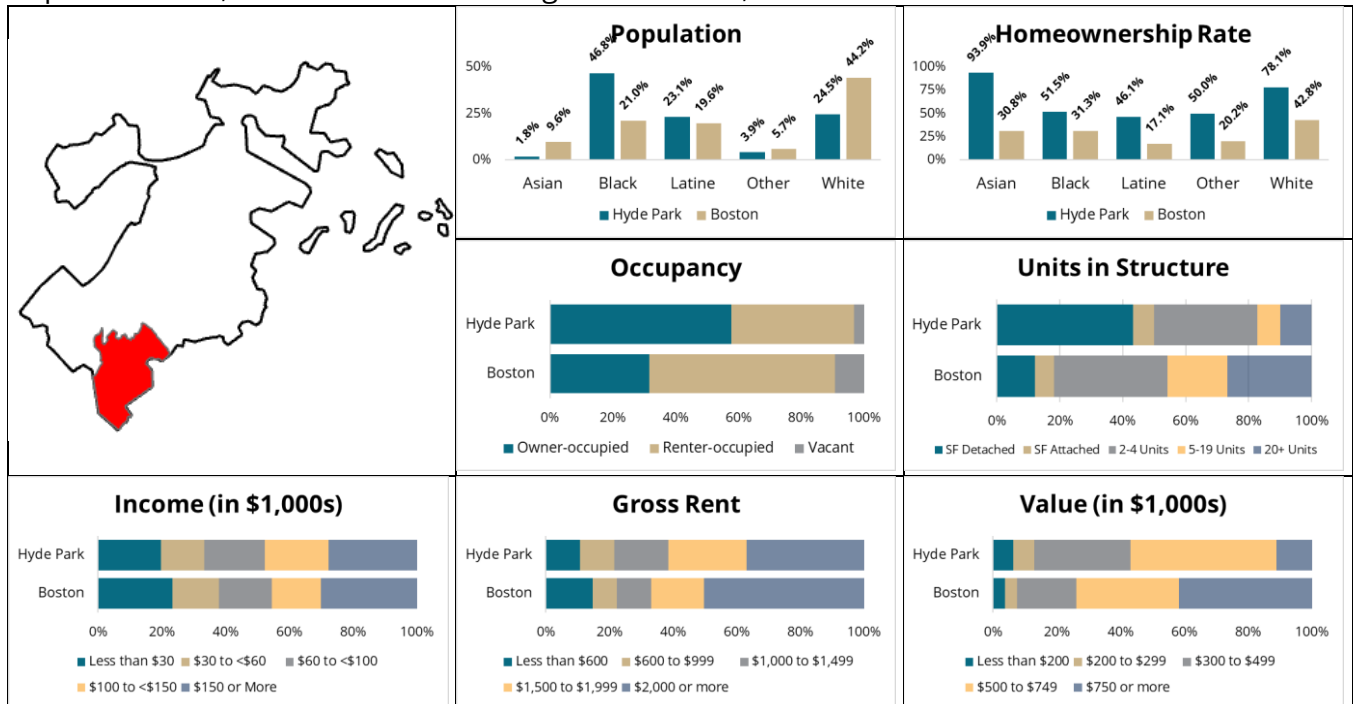 Population
50%
25%
0%
1.8%
9.6%
46.8%
21.0%
23.1%
19.6%
3.9%
5.7%
24.5%
44.2%
Asian Black Latine Other White
Hyde Park Boston
Homeownership Rate
100%
75%
50%
25%
0%
93.9%
30.8%
51.5%
31.3%
46.1%
17.1%
50.0%
20.2%
78.1%
42.8%
Asian Black Latine Other White
Hyde Park Boston
Occupancy
Hyde Park
Boston
0% 20% 40% 60% 80% 100%
Owner-occupied Renter-occupied Vacant
Units in Structure
Hyde Park
Boston
0% 20% 40% 60% 80% 100%
SF Detached SF Attached 2-4 Units 5-19 Units 20+ Units
Income (in $1,000s)
Hyde Park
Boston
0% 20% 40% 60% 80% 100%
Less than $30 $30 to <$60 $60 to <$100
$100 to <$150 $150 or More
Gross Rent
Hyde Park
Boston
0% 20% 40% 60% 80% 100%
Less than $600 $600 to $999 $1,000 to $1,499
$1,500 to $1,999 $2,000 or more
Value (in $1,000s)
Hyde Park
Boston
0% 20% 40% 60% 80% 100%
Less than $200 $200 to $299 $300 to $499
$500 to $749 $750 or more